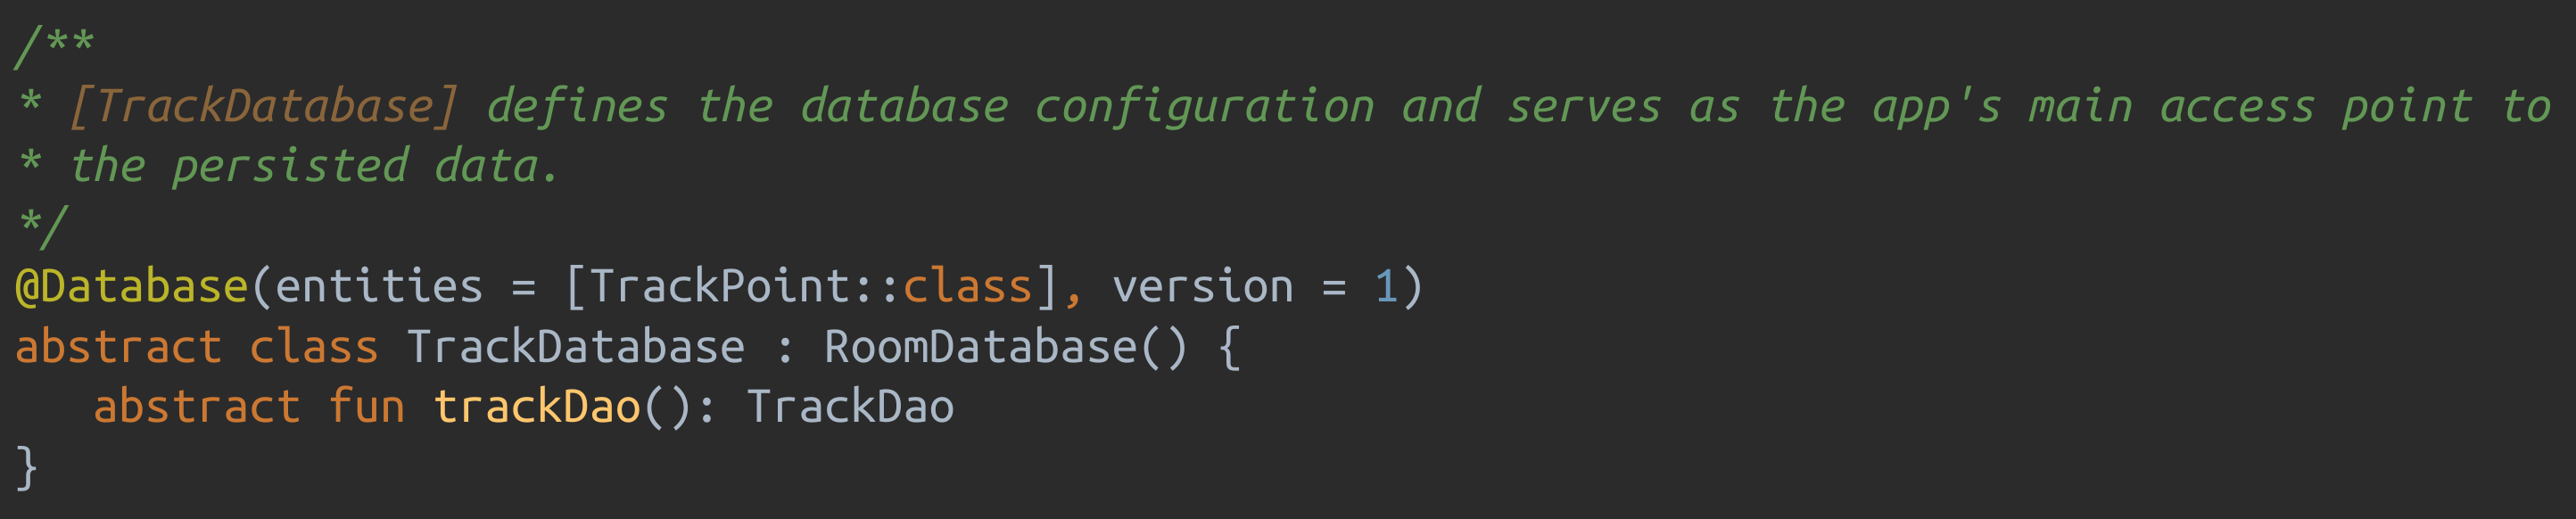 /**
* [TrackDatabase] defines the database configuration and serves as the app's main access point to
* the persisted data.
*/
@Database(entities = [TrackPoint::class], version = 1)
abstract class TrackDatabase : RoomDatabase() {
   abstract fun trackDao(): TrackDao
}